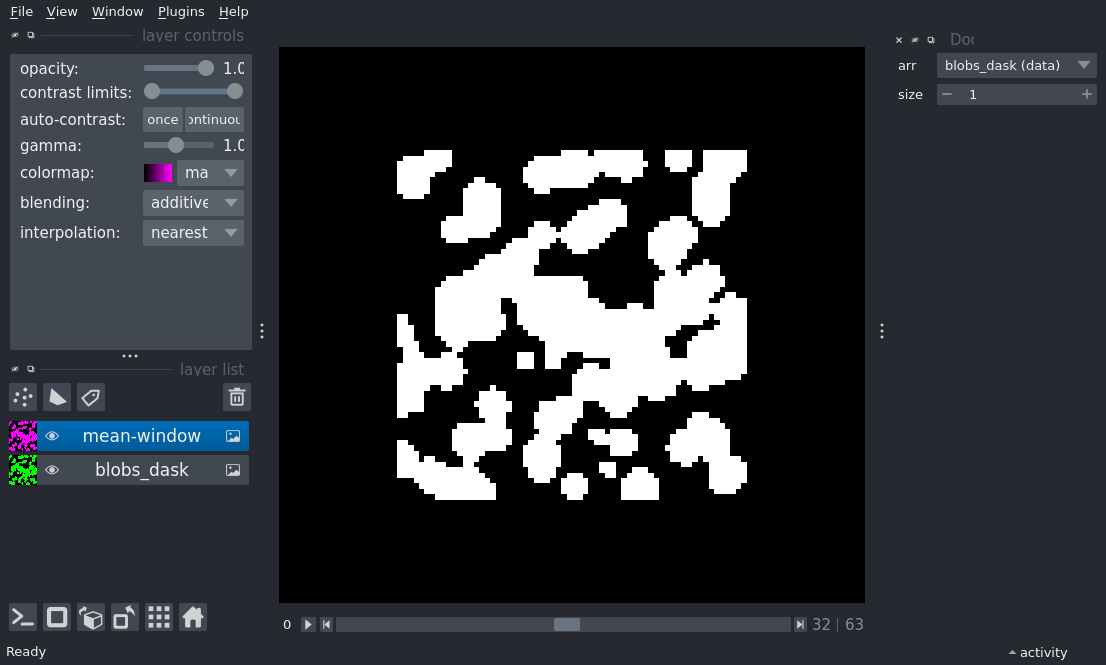 File View Window Plugins Help
layer controls
opacity: 1.0
contrast limits:
auto-contrast: once ontinuou
gamma: 1.0
colormap: ma
blending: additive
interpolation: nearest
layer list
mean-window
blobs_dask
Ready
0 32 | 63
Doc
arr blobs_dask (data)
size 1
activity